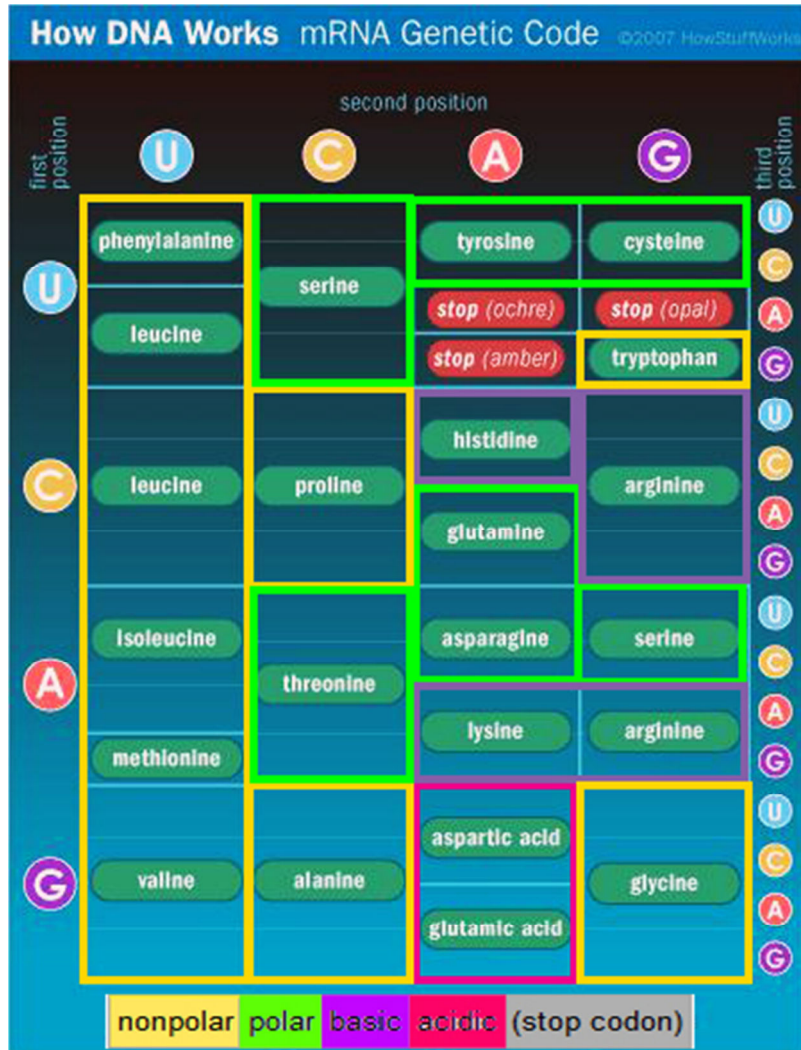 How DNA Works mRNA Genetic Code ©2007 HowStuffWorks
second position
first position
third position
U C A G
U
phenylalanine
serine
tyrosine
cysteine
U
C
leucine
stop (ochre)
stop (opal)
A
stop (amber)
tryptophan
G
C
leucine
proline
histidine
arginine
U
C
glutamine
A
G
A
isoleucine
threonine
asparagine
serine
U
C
lysine
arginine
A
methionine
G
G
valine
alanine
aspartic acid
glycine
U
C
glutamic acid
A
G
nonpolar polar basic acidic (stop codon)